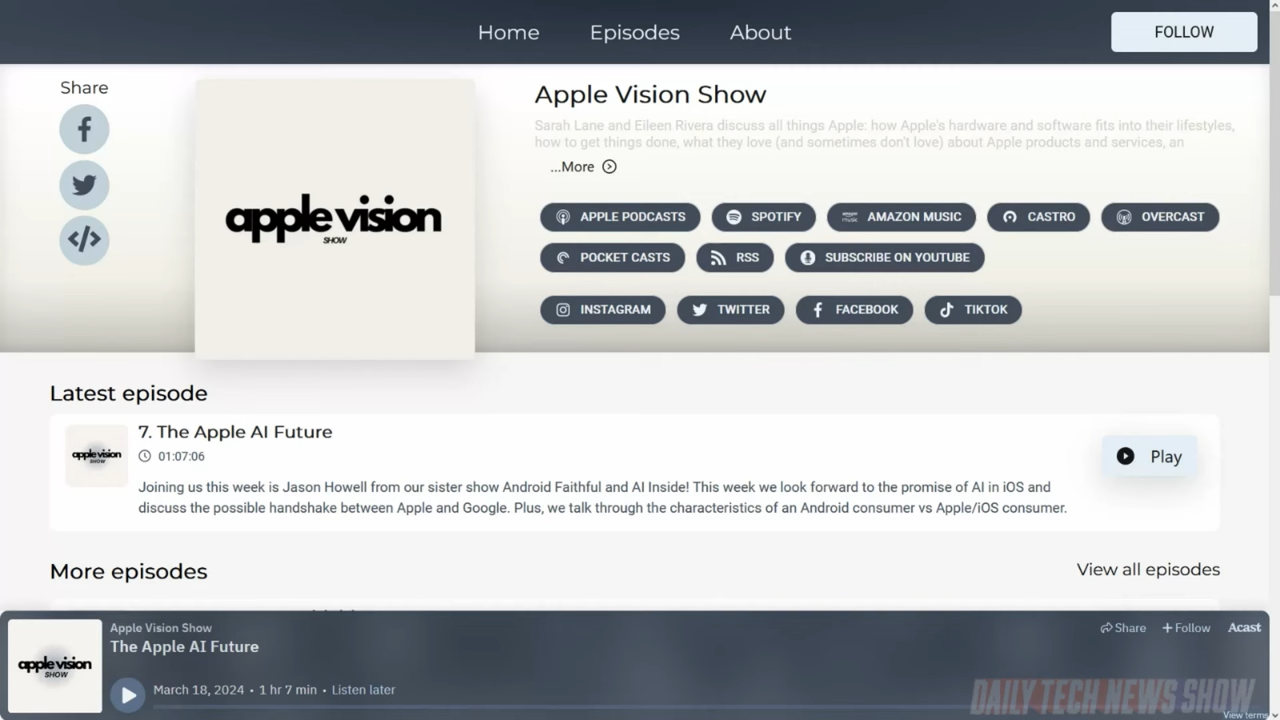 Home Episodes About FOLLOW
Share
apple vision
SHOW
Apple Vision Show
Sarah Lane and Eileen Rivera discuss all things Apple: how Apple's hardware and software fits into their lifestyles,
how to get things done, what they love (and sometimes don't love) about Apple products and services, an
...More
APPLE PODCASTS SPOTIFY amazon music AMAZON MUSIC CASTRO OVERCAST
POCKET CASTS RSS SUBSCRIBE ON YOUTUBE
INSTAGRAM TWITTER FACEBOOK TIKTOK
Latest episode
apple vision
SHOW
7. The Apple AI Future
01:07:06
Joining us this week is Jason Howell from our sister show Android Faithful and AI Inside! This week we look forward to the promise of AI in iOS and
discuss the possible handshake between Apple and Google. Plus, we talk through the characteristics of an Android consumer vs Apple/iOS consumer.
Play
More episodes
View all episodes
apple vision
SHOW
Apple Vision Show
The Apple AI Future
March 18, 2024 • 1 hr 7 min • Listen later
Share + Follow Acast
DAILY TECH NEWS SHOW
View terms